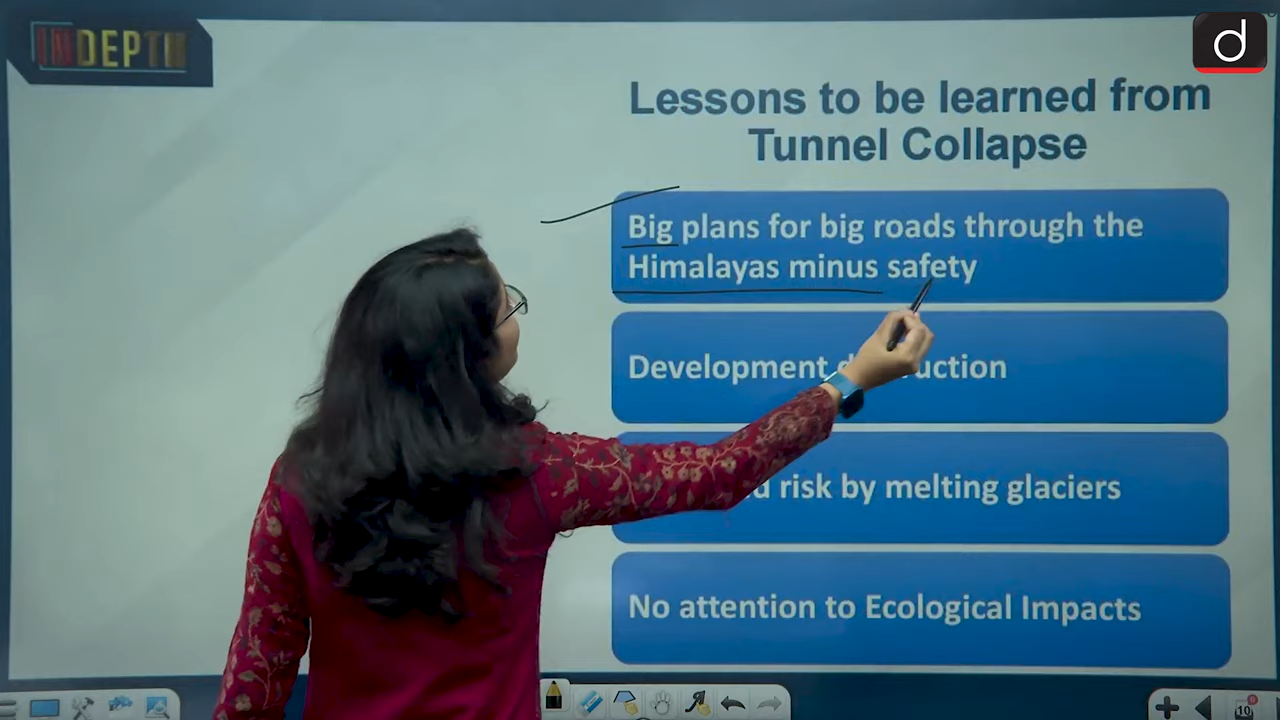 INDEPTH
d
Lessons to be learned from
Tunnel Collapse
Big plans for big roads through the
Himalayas minus safety
Development
risk by melting glaciers
No attention to Ecological Impacts
10